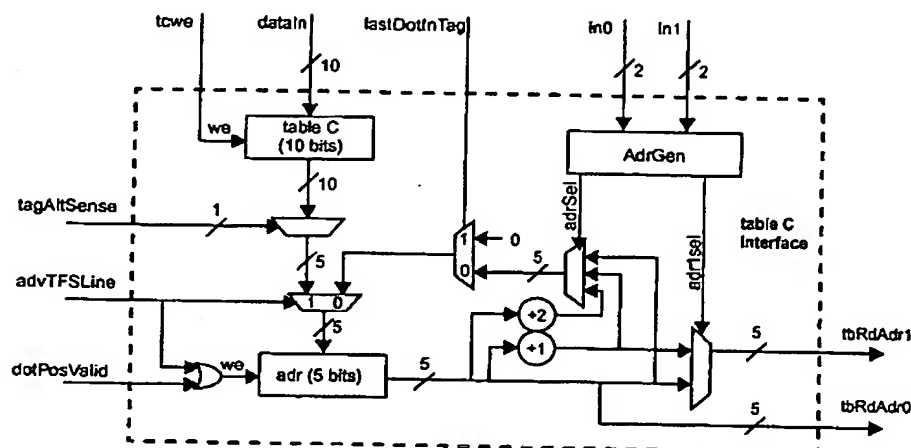 tcwe
dataIn
lastDotInTag
In0
In1
10
2
2
we
table C
(10 bits)
AdrGen
10
tagAltSense
1
adrSel
adr1sel
table C
Interface
1
0
0
5
5
advTFSLine
1 0
5
+2
+1
5
tbRdAdr1
dotPosValid
we
adr (5 bits)
5
5
tbRdAdr0